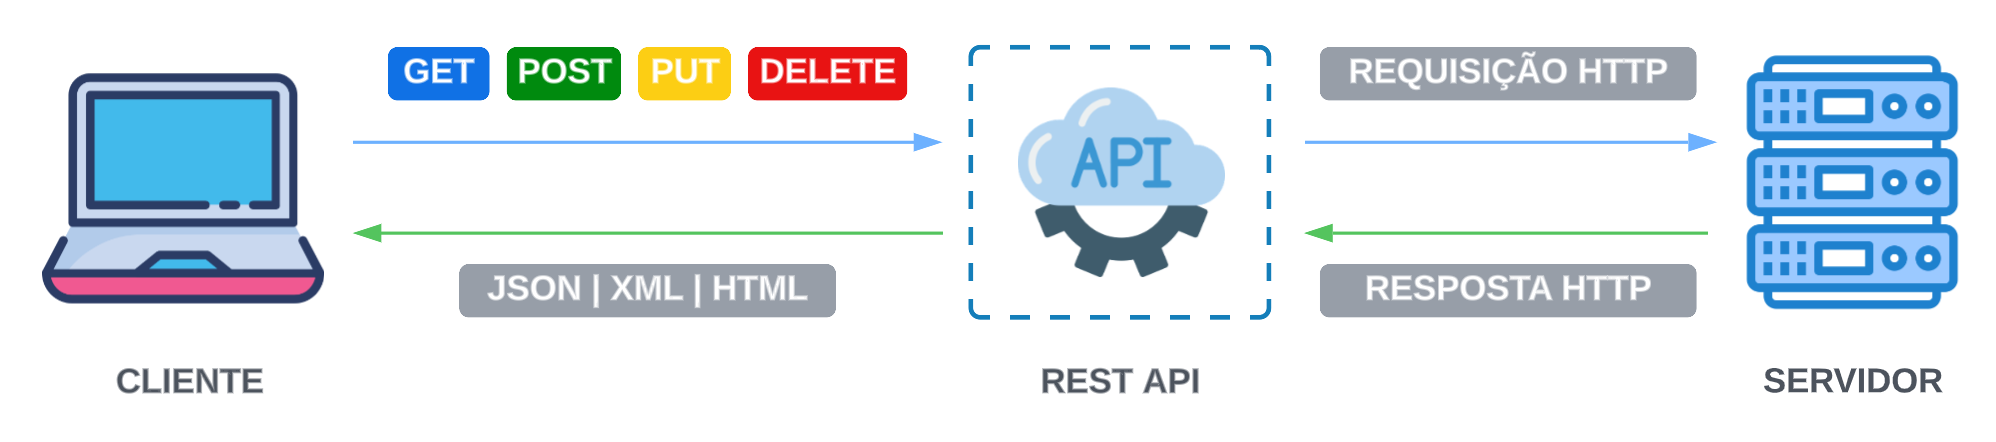 GET POST PUT DELETE
REQUISIÇÃO HTTP
API
JSON | XML | HTML
RESPOSTA HTTP
CLIENTE
REST API
SERVIDOR